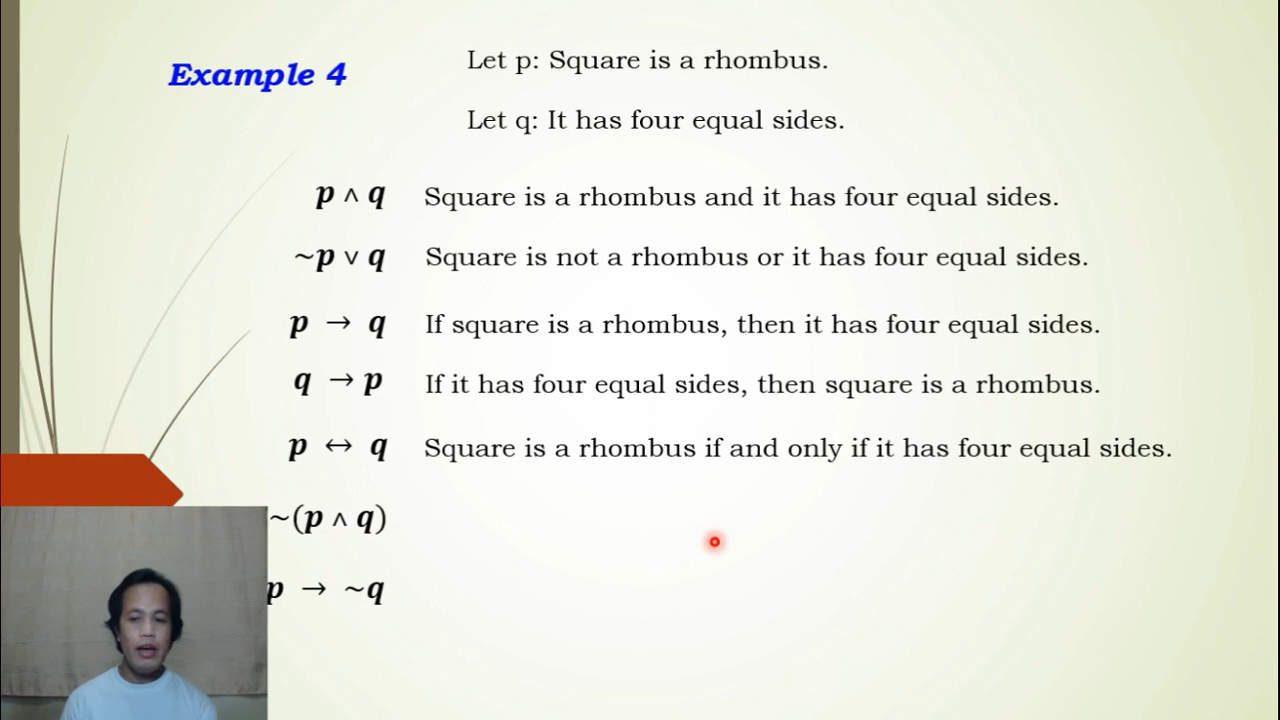 Example 4
Let p: Square is a rhombus.
Let q: It has four equal sides.
p ∧ q Square is a rhombus and it has four equal sides.
~p ∨ q Square is not a rhombus or it has four equal sides.
p → q If square is a rhombus, then it has four equal sides.
q → p If it has four equal sides, then square is a rhombus.
p ↔ q Square is a rhombus if and only if it has four equal sides.
~(p ∧ q)
p → ~q